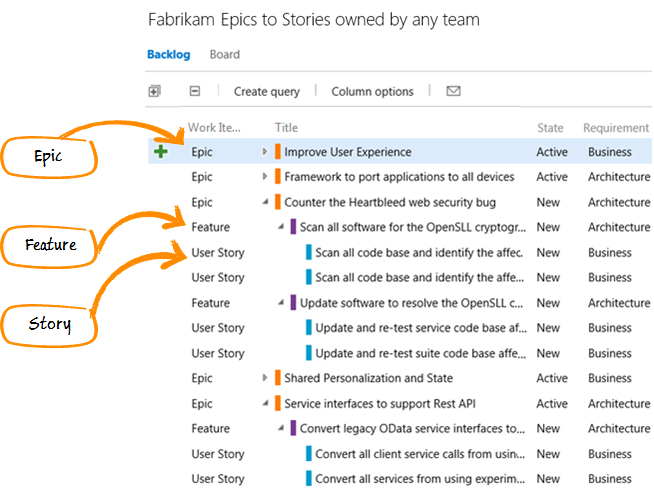 Fabrikam Epics to Stories owned by any team
Backlog Board
Create query Column options
Work Ite... Title State Requirement
Epic Improve User Experience Active Business
Epic
Epic Framework to port applications to all devices Active Architecture
Epic Counter the Heartbleed web security bug New Business
Feature Scan all software for the OpenSLL cryptogr... New Architecture
Feature
User Story Scan all code base and identify the affec. New Business
User Story Scan all code base and identify the affe... New Business
Feature Update software to resolve the OpenSLL c... New Architecture
Story
User Story Update and re-test service code base af... New Business
User Story Update and re-test suite code base affe... New Business
Epic Shared Personalization and State Active Business
Epic Service interfaces to support Rest API Active Architecture
Feature Convert legacy OData service interfaces to... New Architecture
User Story Convert all client service calls from usin... New Business
User Story Convert all services from using experim... New Business